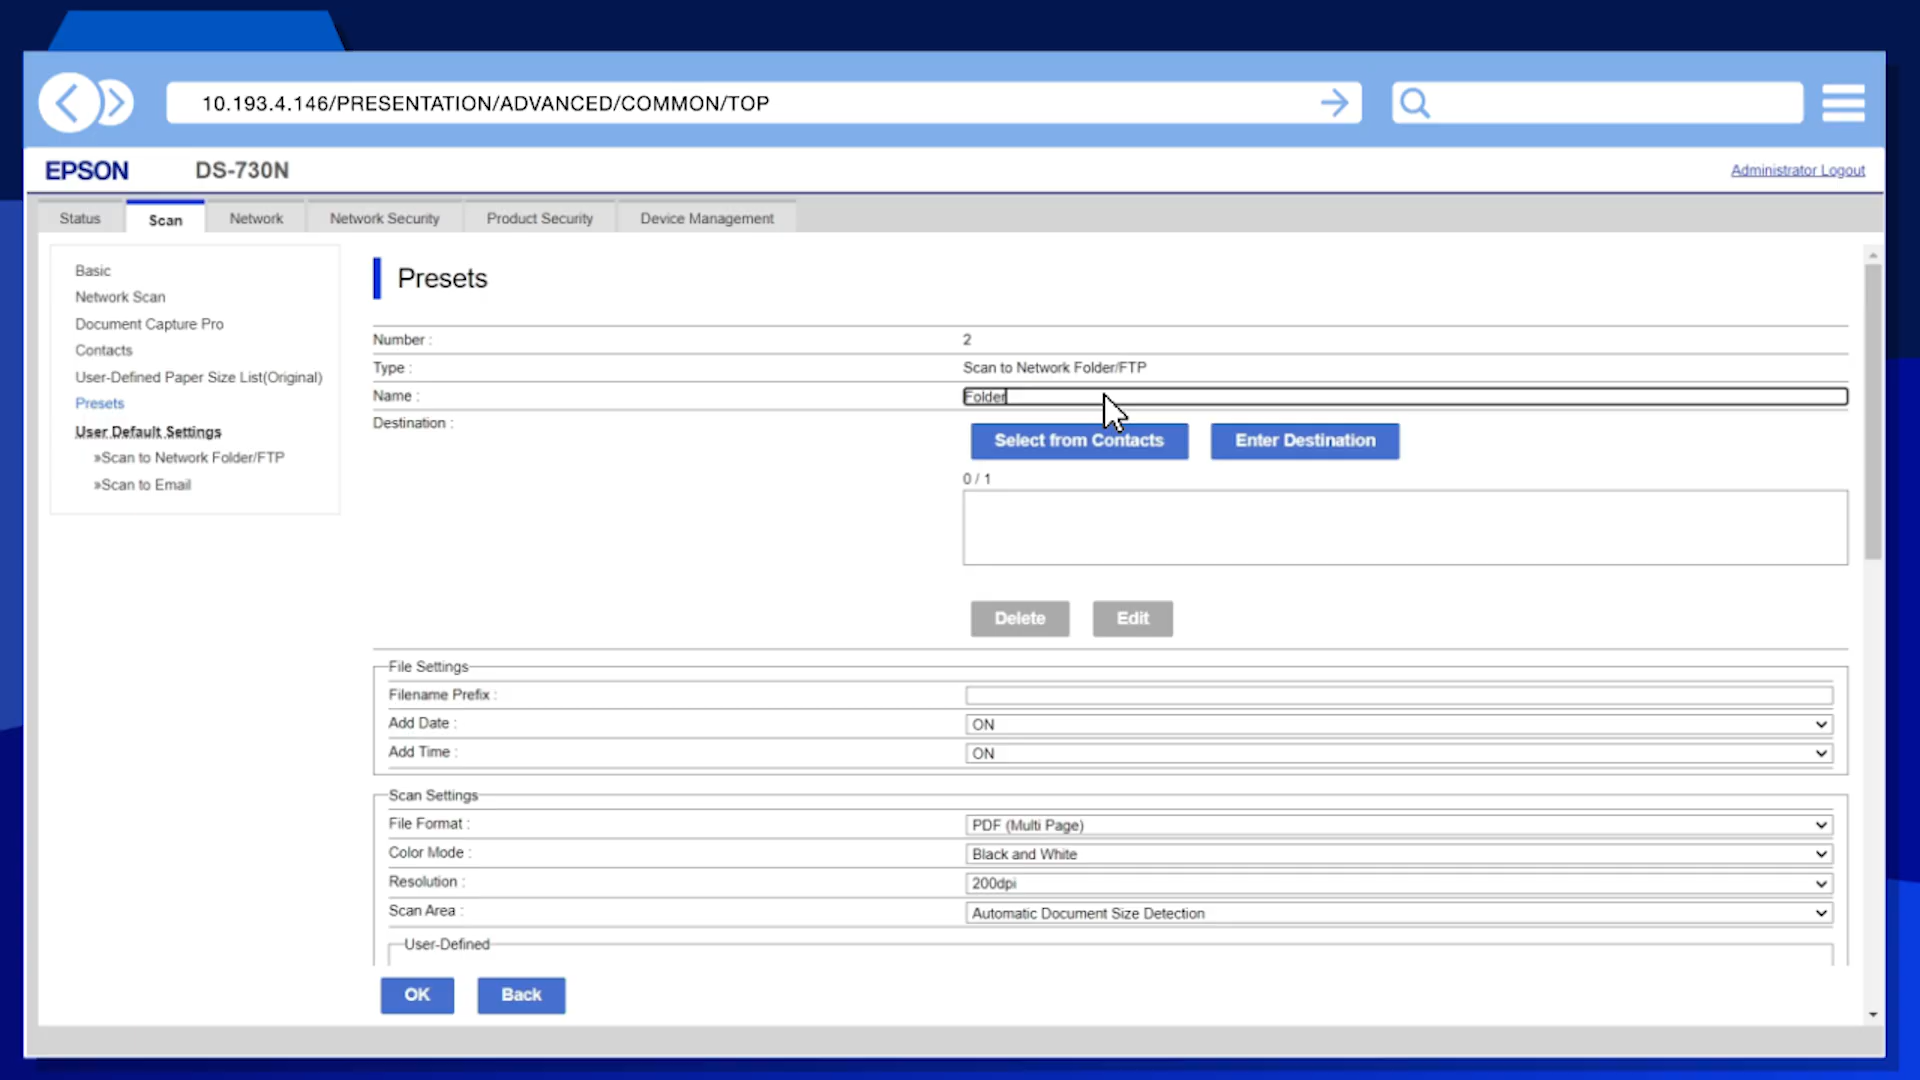 10.193.4.146/PRESENTATION/ADVANCED/COMMON/TOP
EPSON DS-730N Administrator Logout
Status Scan Network Network Security Product Security Device Management
Basic
Network Scan
Document Capture Pro
Contacts
User-Defined Paper Size List(Original)
Presets
User Default Settings
»Scan to Network Folder/FTP
»Scan to Email
Presets
Number : 2
Type : Scan to Network Folder/FTP
Name : Folder
Destination :
Select from Contacts Enter Destination
0 / 1
Delete Edit
File Settings
Filename Prefix :
Add Date : ON
Add Time : ON
Scan Settings
File Format : PDF (Multi Page)
Color Mode : Black and White
Resolution : 200dpi
Scan Area : Automatic Document Size Detection
User-Defined
OK Back